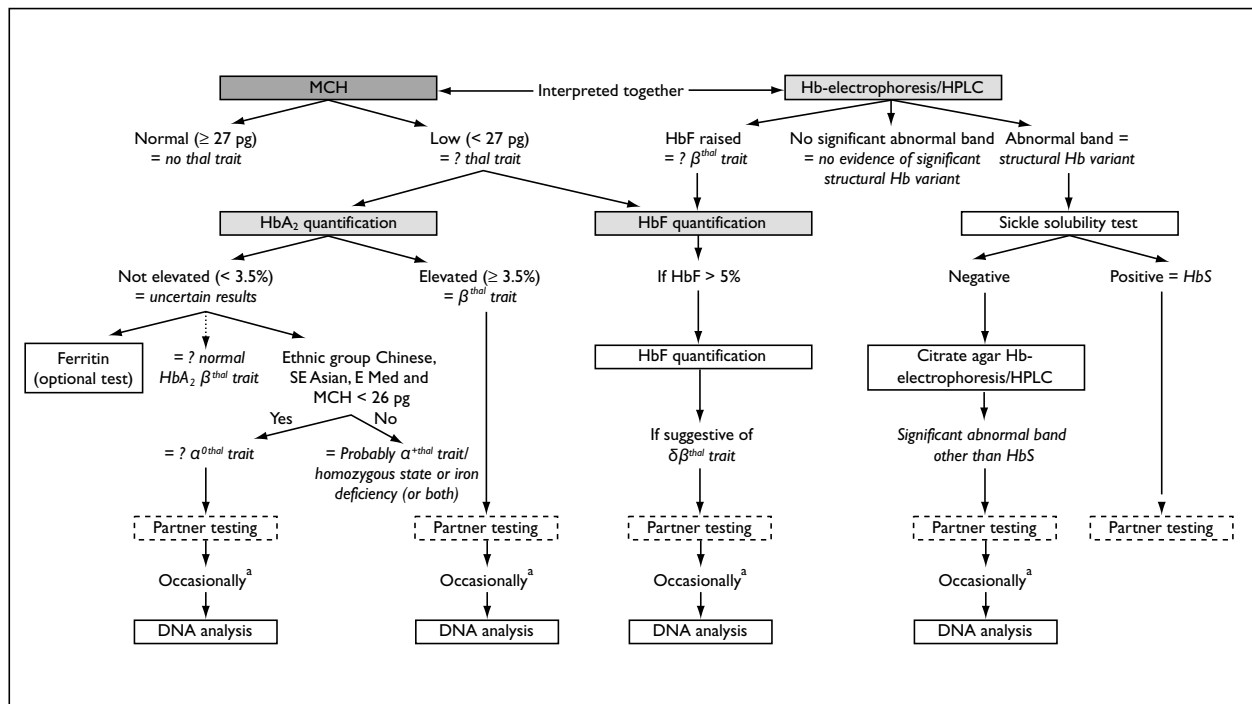 MCH
Interpreted together
Hb-electrophoresis/HPLC
Normal (≥ 27 pg)
= no thal trait
Low (< 27 pg)
= ? thal trait
HbF raised
= ? β^thal trait
No significant abnormal band
= no evidence of significant
structural Hb variant
Abnormal band =
structural Hb variant
HbA₂ quantification
HbF quantification
Sickle solubility test
Not elevated (< 3.5%)
= uncertain results
Elevated (≥ 3.5%)
= β^thal trait
If HbF > 5%
Negative
Positive = HbS
Ferritin
(optional test)
= ? normal
HbA₂ β^thal trait
Ethnic group Chinese,
SE Asian, E Med and
MCH < 26 pg
HbF quantification
Citrate agar Hb-
electrophoresis/HPLC
Yes
No
= ? α^0thal trait
= Probably α^+thal trait/
homozygous state or iron
deficiency (or both)
If suggestive of
δβ^thal trait
Significant abnormal band
other than HbS
Partner testing
Partner testing
Partner testing
Partner testing
Partner testing
Occasionally^a
Occasionally^a
Occasionally^a
Occasionally^a
DNA analysis
DNA analysis
DNA analysis
DNA analysis